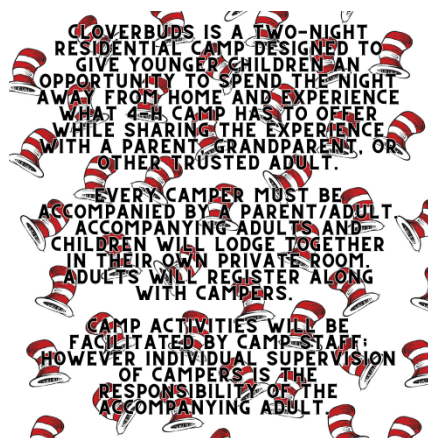 CLOVERBUDS IS A TWO-NIGHT
RESIDENTIAL CAMP DESIGNED TO
GIVE YOUNGER CHILDREN AN
OPPORTUNITY TO SPEND THE NIGHT
AWAY FROM HOME AND EXPERIENCE
WHAT 4-H CAMP HAS TO OFFER
WHILE SHARING THE EXPERIENCE
WITH A PARENT, GRANDPARENT, OR
OTHER TRUSTED ADULT.
EVERY CAMPER MUST BE
ACCOMPANIED BY A PARENT/ADULT.
ACCOMPANYING ADULTS AND
CHILDREN WILL LODGE TOGETHER
IN THEIR OWN PRIVATE ROOM.
ADULTS WILL REGISTER ALONG
WITH CAMPERS.
CAMP ACTIVITIES WILL BE
FACILITATED BY CAMP STAFF;
HOWEVER INDIVIDUAL SUPERVISION
OF CAMPERS IS THE
RESPONSIBILITY OF THE
ACCOMPANYING ADULT.